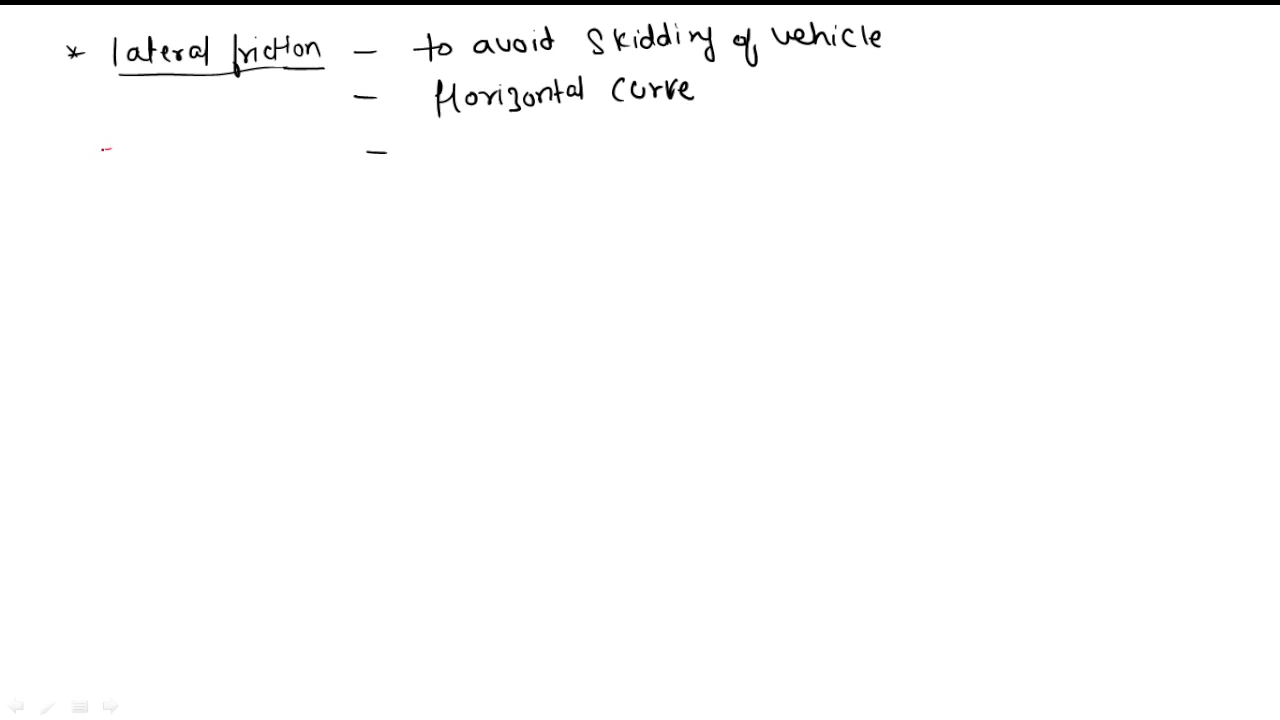 * lateral friction - to avoid skidding of vehicle
- Horizontal curve
-